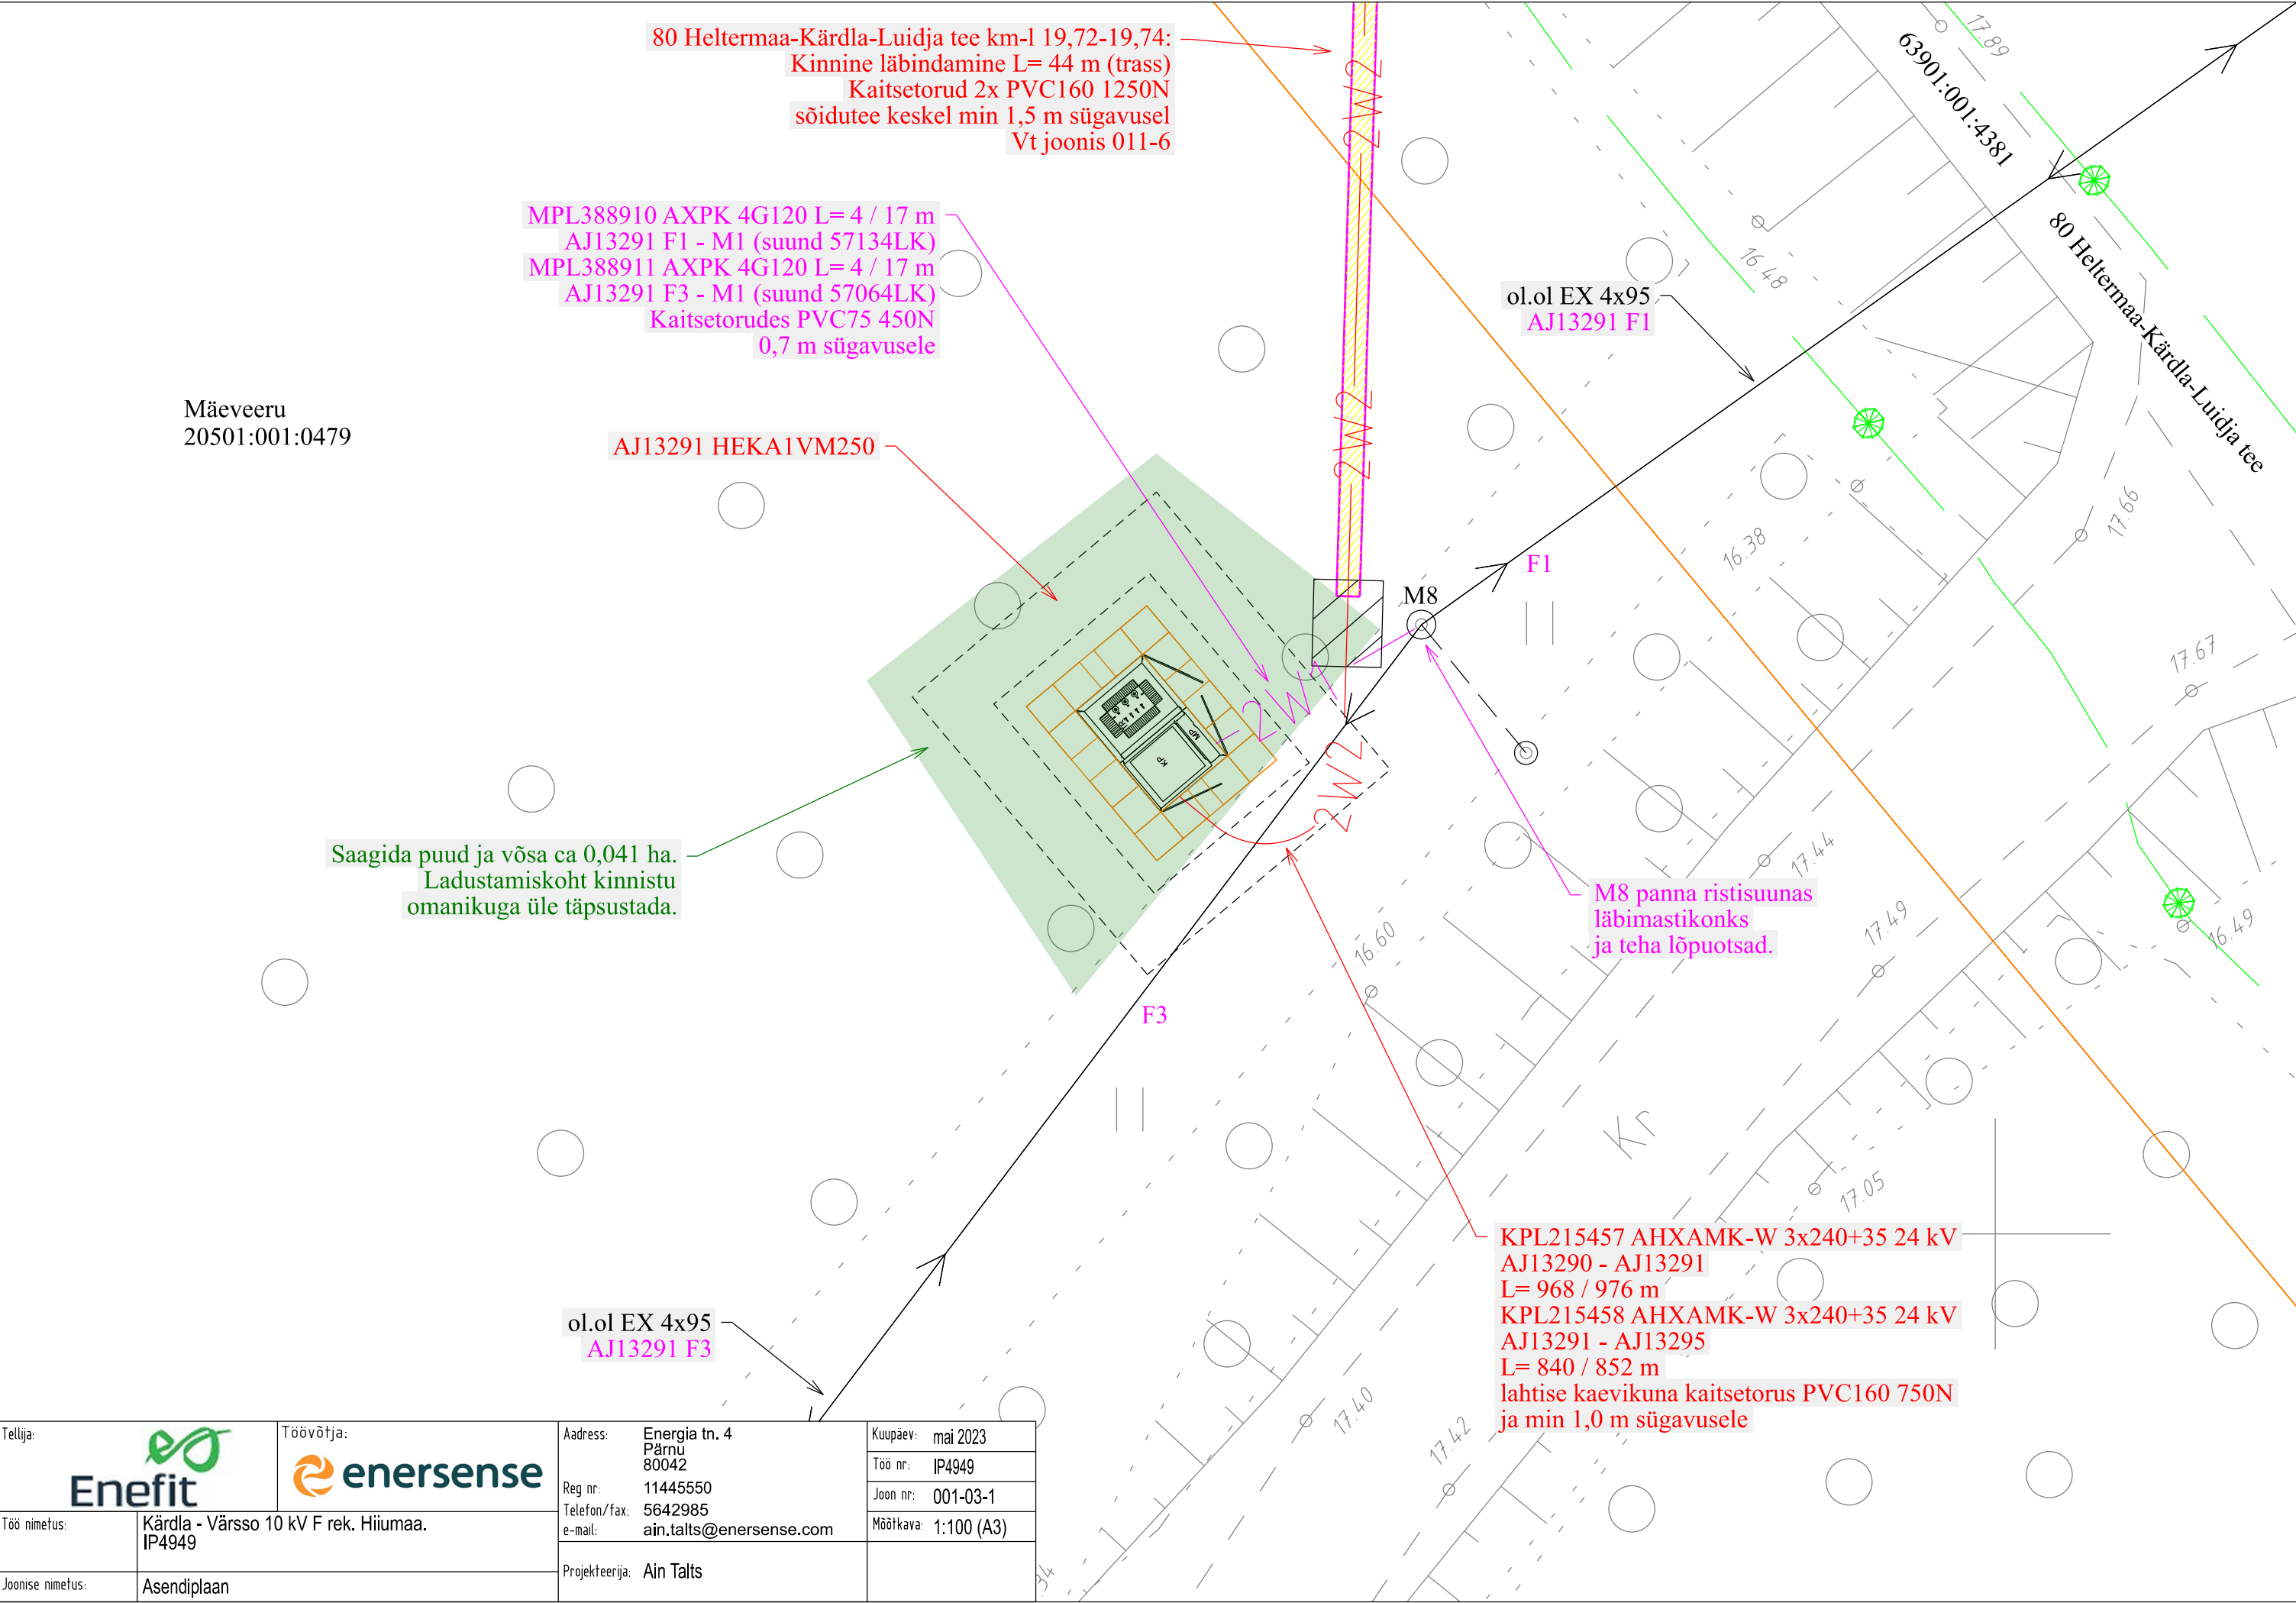 80 Heltermaa-Kärdla-Luidja tee km-l 19,72-19,74:
Kinnine läbindamine L= 44 m (trass)
Kaitsetorud 2x PVC160 1250N
sõidutee keskel min 1,5 m sügavusel
Vt joonis 011-6
MPL388910 AXPK 4G120 L= 4 / 17 m
AJ13291 F1 - M1 (suund 57134LK)
MPL388911 AXPK 4G120 L= 4 / 17 m
AJ13291 F3 - M1 (suund 57064LK)
Kaitsetorudes PVC75 450N
0,7 m sügavusele
Mäeveeru
20501:001:0479
AJ13291 HEKA1VM250
2W2
2W2
17.89
63901:001:4381
80 Heltermaa-Kärdla-Luidja tee
16.48
ol.ol EX 4x95
AJ13291 F1
17.66
16.38
F1
M8
17.67
2W
MP
KP
2W2
Saagida puud ja võsa ca 0,041 ha.
Ladustamiskoht kinnistu
omanikuga üle täpsustada.
17.44
M8 panna ristisuunas
läbimastikonks
ja teha lõpuotsad.
17.49
16.49
16.60
F3
Kr
17.05
KPL215457 AHXAMK-W 3x240+35 24 kV
AJ13290 - AJ13291
L= 968 / 976 m
KPL215458 AHXAMK-W 3x240+35 24 kV
AJ13291 - AJ13295
L= 840 / 852 m
lahtise kaevikuna kaitsetorus PVC160 750N
ja min 1,0 m sügavusele
ol.ol EX 4x95
AJ13291 F3
17.40
17.42
34
Tellija:
Enefit
Töövõtja:
enersense
Aadress: Energia tn. 4
Pärnu
80042
Reg nr: 11445550
Telefon/fax: 5642985
e-mail: ain.talts@enersense.com
Kuupäev: mai 2023
Töö nr: IP4949
Joon nr: 001-03-1
Mõõtkava: 1:100 (A3)
Töö nimetus: Kärdla - Värsso 10 kV F rek. Hiiumaa.
IP4949
Projekteerija: Ain Talts
Joonise nimetus: Asendiplaan